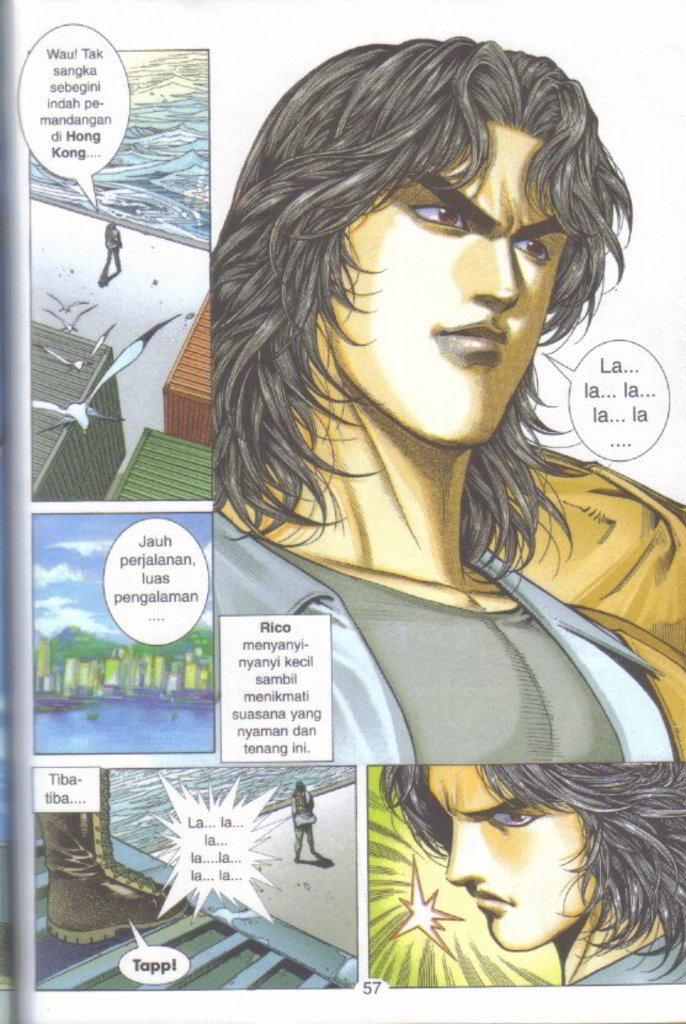 Wau! Tak
sangka
sebegini
indah pe-
mandangan
di Hong
Kong....
La...
la... la...
la... la
....
Jauh
perjalanan,
luas
pengalaman
....
Rico
menyanyi-
nyanyi kecil
sambil
menikmati
suasana yang
nyaman dan
tenang ini.
Tiba-
tiba....
La... la...
la...
la....la...
la... la...
Tapp!
57